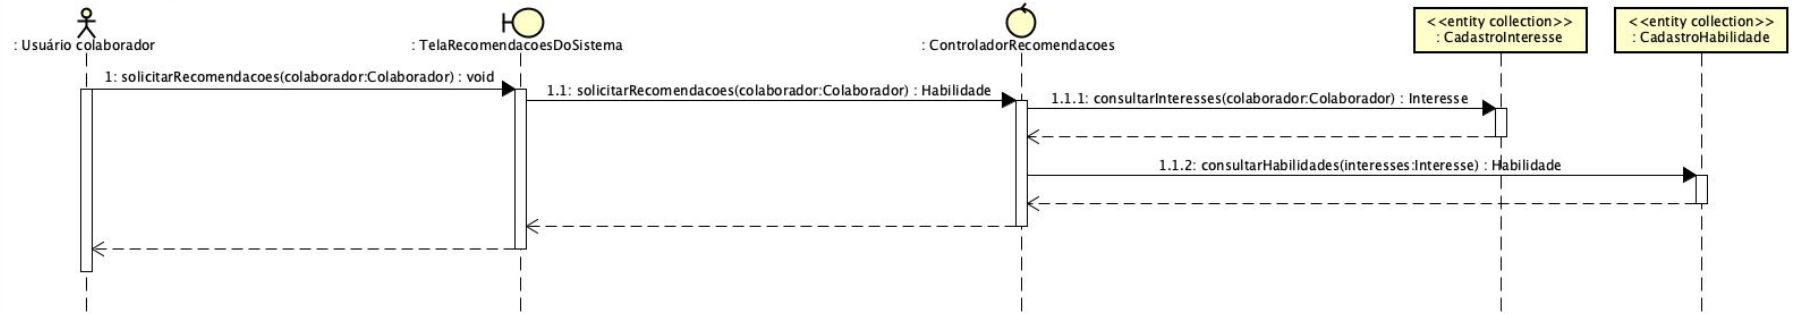 : Usuário colaborador
: TelaRecomendacoesDoSistema
: ControladorRecomendacoes
<<entity collection>>
: CadastroInteresse
<<entity collection>>
: CadastroHabilidade
1: solicitarRecomendacoes(colaborador:Colaborador) : void
1.1: solicitarRecomendacoes(colaborador:Colaborador) : Habilidade
1.1.1: consultarInteresses(colaborador:Colaborador) : Interesse
1.1.2: consultarHabilidades(interesses:Interesse) : Habilidade